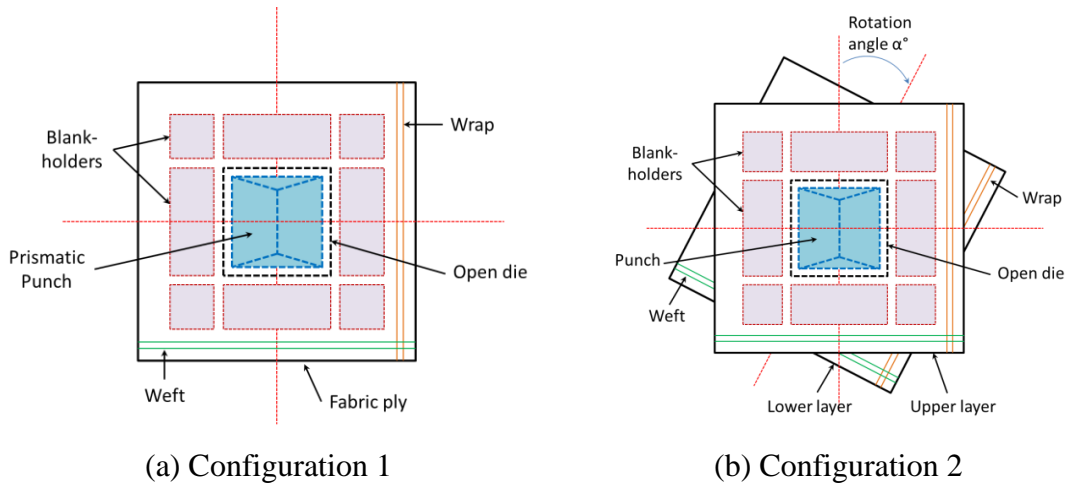 Blank-
holders
Wrap
Prismatic
Punch
Open die
Weft
Fabric ply
(a) Configuration 1
Rotation
angle α°
Blank-
holders
Wrap
Punch
Open die
Weft
Lower layer
Upper layer
(b) Configuration 2